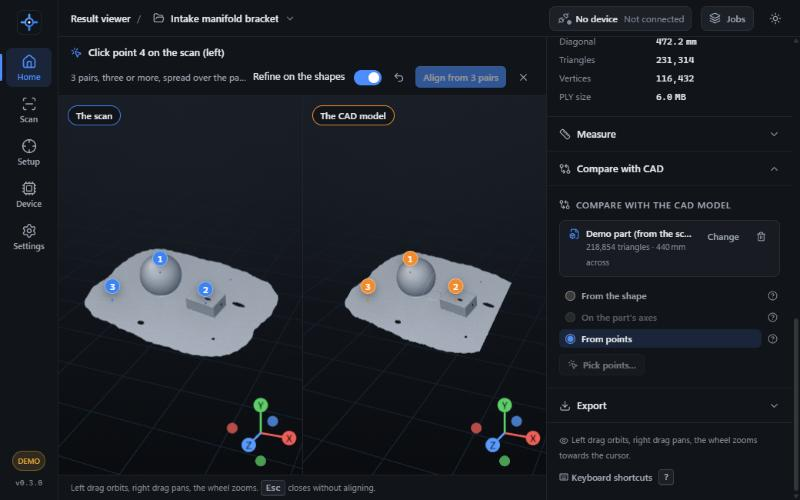 Result viewer / Intake manifold bracket
No device Not connected
Jobs
Home
Scan
Setup
Device
Settings
DEMO
v0.3.0
Click point 4 on the scan (left)
3 pairs, three or more, spread over the pa... Refine on the shapes Align from 3 pairs
The scan
The CAD model
1
2
3
1
2
3
Y
X
Z
Y
X
Z
Left drag orbits, right drag pans, the wheel zooms. Esc closes without aligning.
Diagonal 472.2 mm
Triangles 231,314
Vertices 116,432
PLY size 6.0 MB
Measure
Compare with CAD
COMPARE WITH THE CAD MODEL
Demo part (from the sc...
218,854 triangles · 440 mm
across
Change
From the shape
On the part's axes
From points
Pick points...
Export
Left drag orbits, right drag pans, the wheel zooms
towards the cursor.
Keyboard shortcuts ?